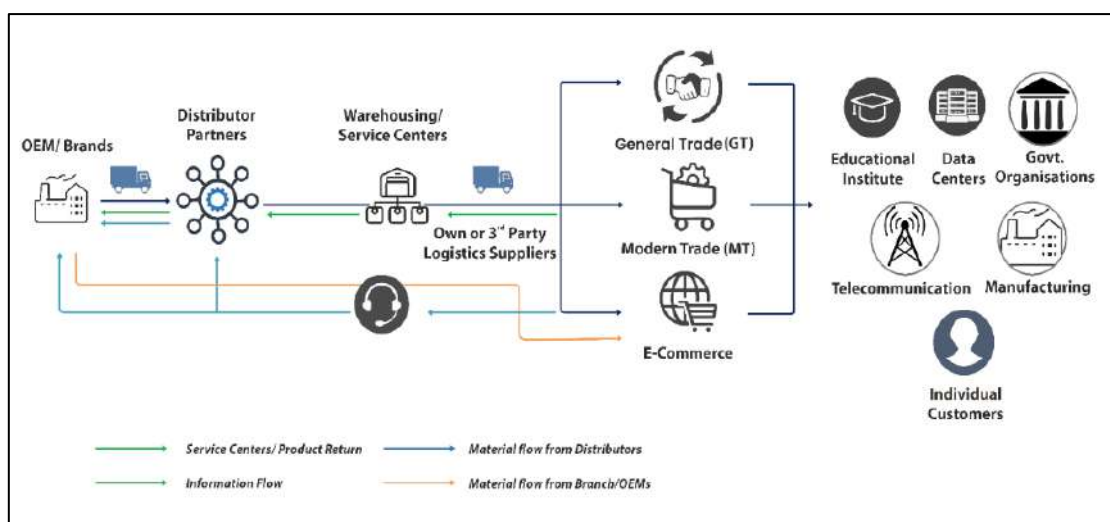 OEM/ Brands
Distributor
Partners
Warehousing/
Service Centers
Own or 3rd Party
Logistics Suppliers
General Trade(GT)
Modern Trade (MT)
E-Commerce
Educational
Institute
Data
Centers
Govt.
Organisations
Telecommunication
Manufacturing
Individual
Customers
Service Centers/ Product Return
Material flow from Distributors
Information Flow
Material flow from Branch/OEMs